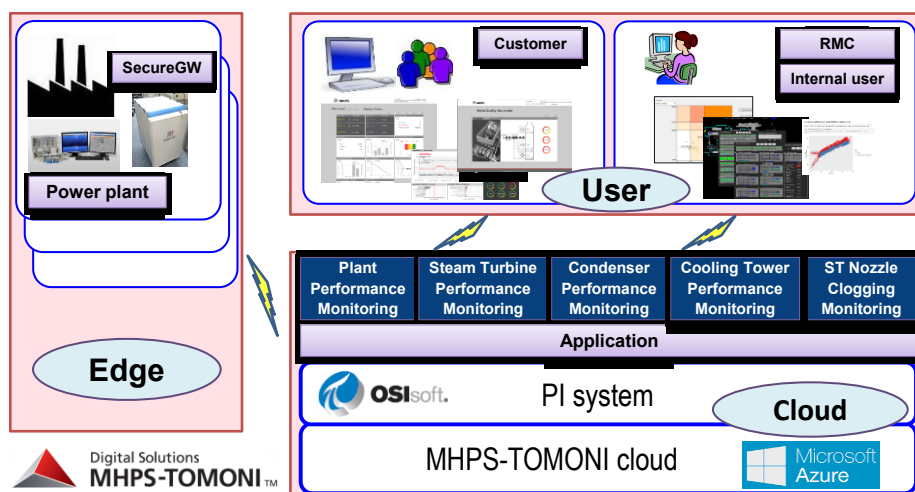 SecureGW
Power plant
Edge
Digital Solutions
MHPS-TOMONI TM
Customer
RMC
Internal user
User
Plant
Performance
Monitoring
Steam Turbine
Performance
Monitoring
Condenser
Performance
Monitoring
Cooling Tower
Performance
Monitoring
ST Nozzle
Clogging
Monitoring
Application
OSIsoft.
PI system
Cloud
MHPS-TOMONI cloud
Microsoft
Azure